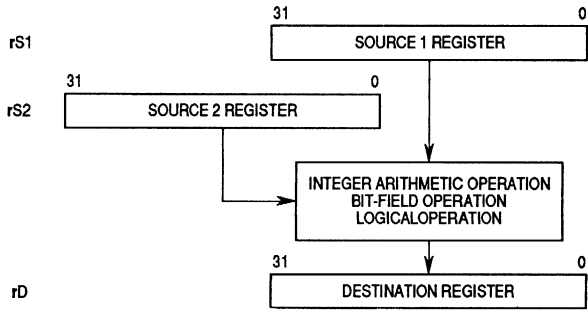 31 0
rS1 SOURCE 1 REGISTER
31 0
rS2 SOURCE 2 REGISTER
INTEGER ARITHMETIC OPERATION
BIT-FIELD OPERATION
LOGICALOPERATION
31 0
rD DESTINATION REGISTER